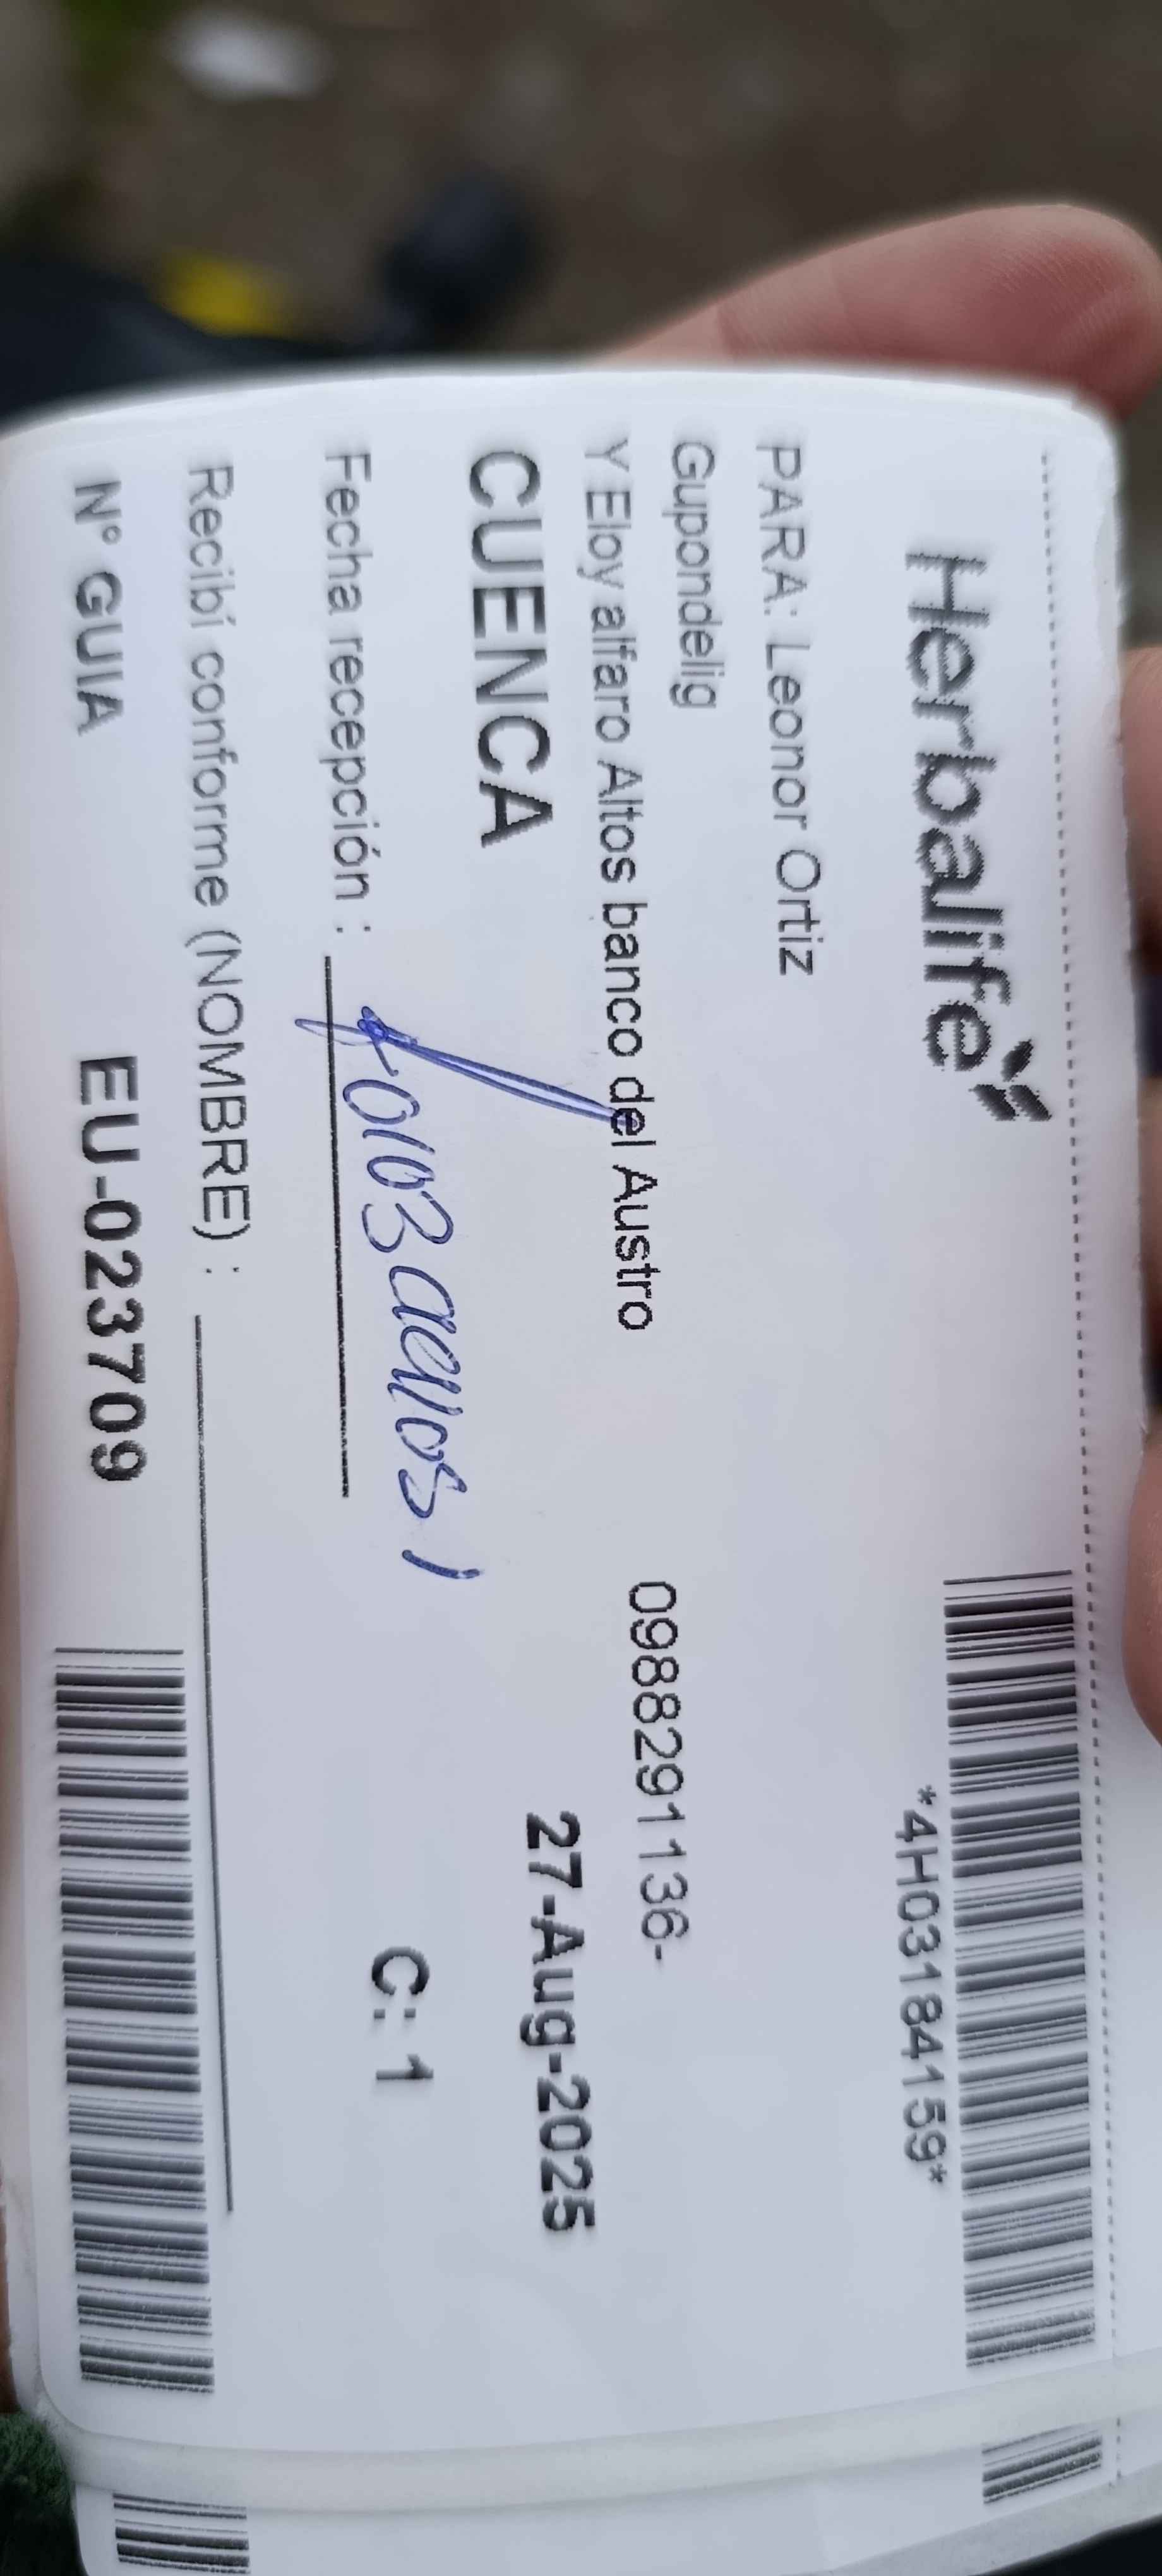 Herbalife
*4H03184159*
PARA: Leonor Ortiz
Gupondelig
Y Eloy alfaro Altos banco del Austro
0988291136-
CUENCA
27-Aug-2025
Fecha recepción :
C: 1
Recibí conforme (NOMBRE) :
N° GUIA EU-023709